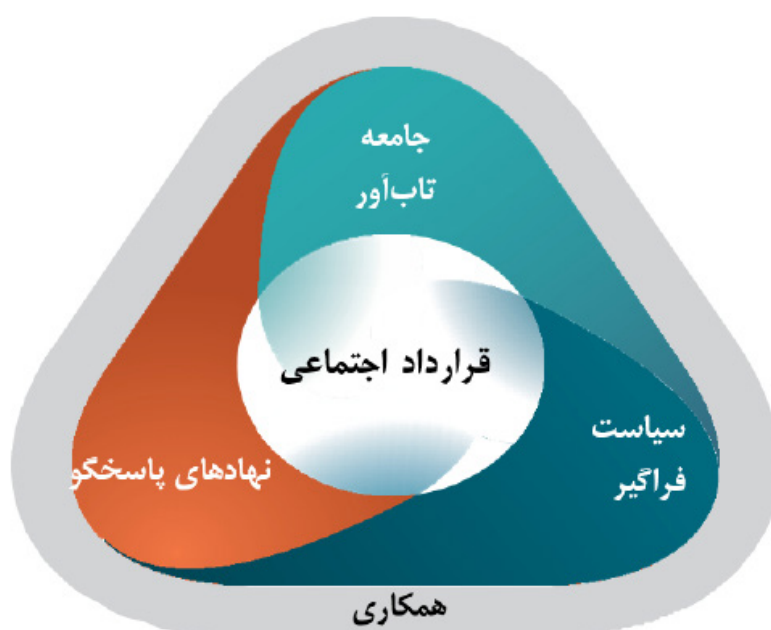 جامعه
تاب‌آور
قرارداد اجتماعی
سیاست
فراگیر
نهادهای پاسخگو
همکاری